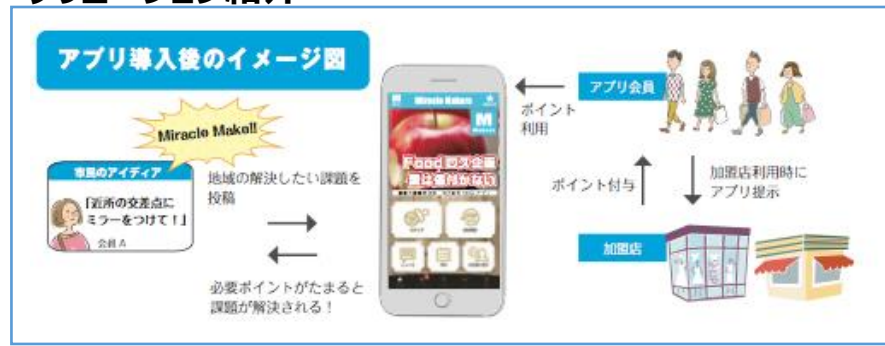 アプリ導入後のイメージ図
Miracle Make!!
市民のアイディア
「近所の交差点に
ミラーをつけて!」
会員A
地域の解決したい課題を
投稿
必要ポイントがたまると
課題が解決される!
Miracle Makers
M
Makers
Food
ポイント
利用
アプリ会員
ポイント付与
加盟店利用時に
アプリ提示
加盟店